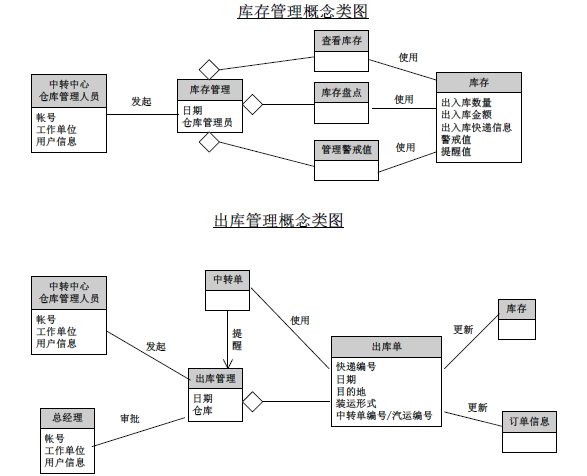 库存管理概念类图
查看库存
使用
中转中心
仓库管理人员
帐号
工作单位
用户信息
发起
库存管理
日期
仓库管理员
库存盘点
使用
库存
出入库数量
出入库金额
出入库快递信息
警戒值
提醒值
管理警戒值
使用
出库管理概念类图
中转中心
仓库管理人员
帐号
工作单位
用户信息
发起
中转单
提醒
使用
库存
更新
出库单
快递编号
日期
目的地
装运形式
中转单编号/汽运编号
出库管理
日期
仓库
总经理
帐号
工作单位
用户信息
审批
更新
订单信息